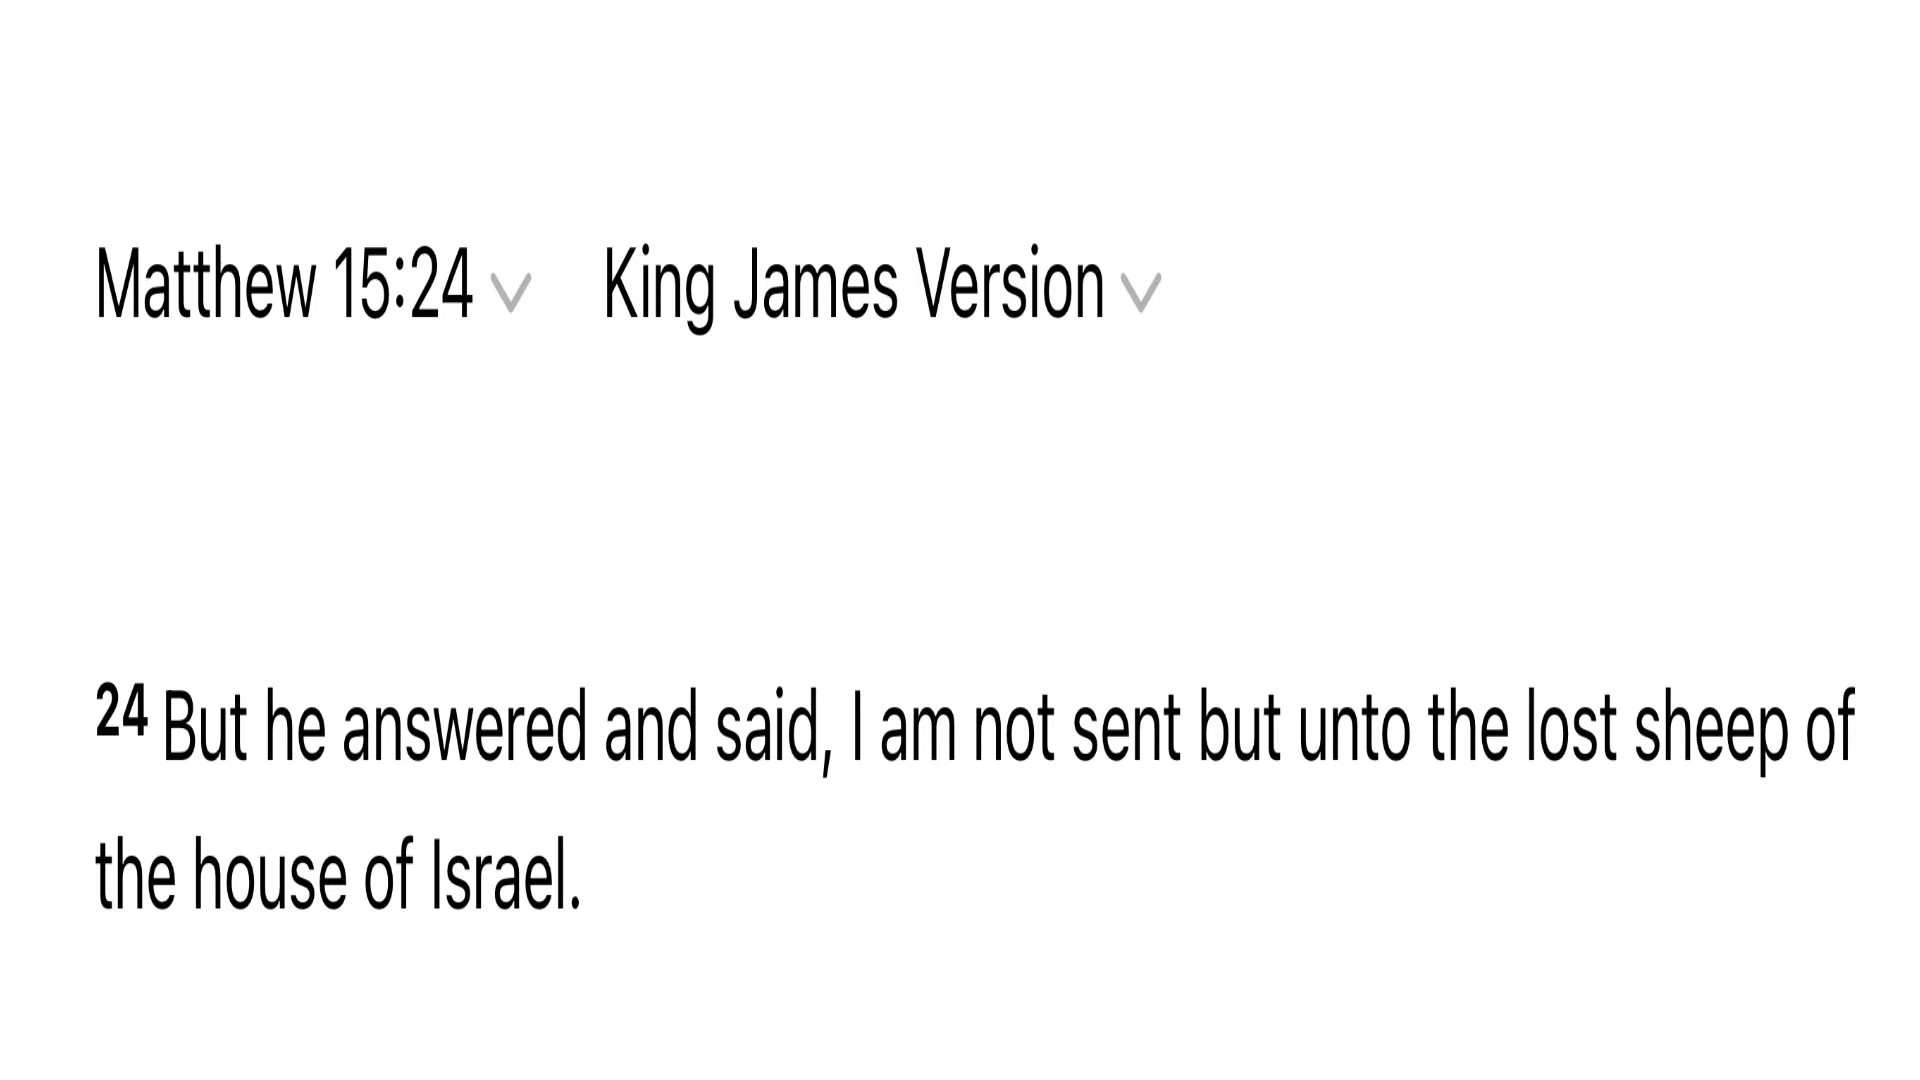 Matthew 15:24 King James Version
24 But he answered and said, I am not sent but unto the lost sheep of
the house of Israel.